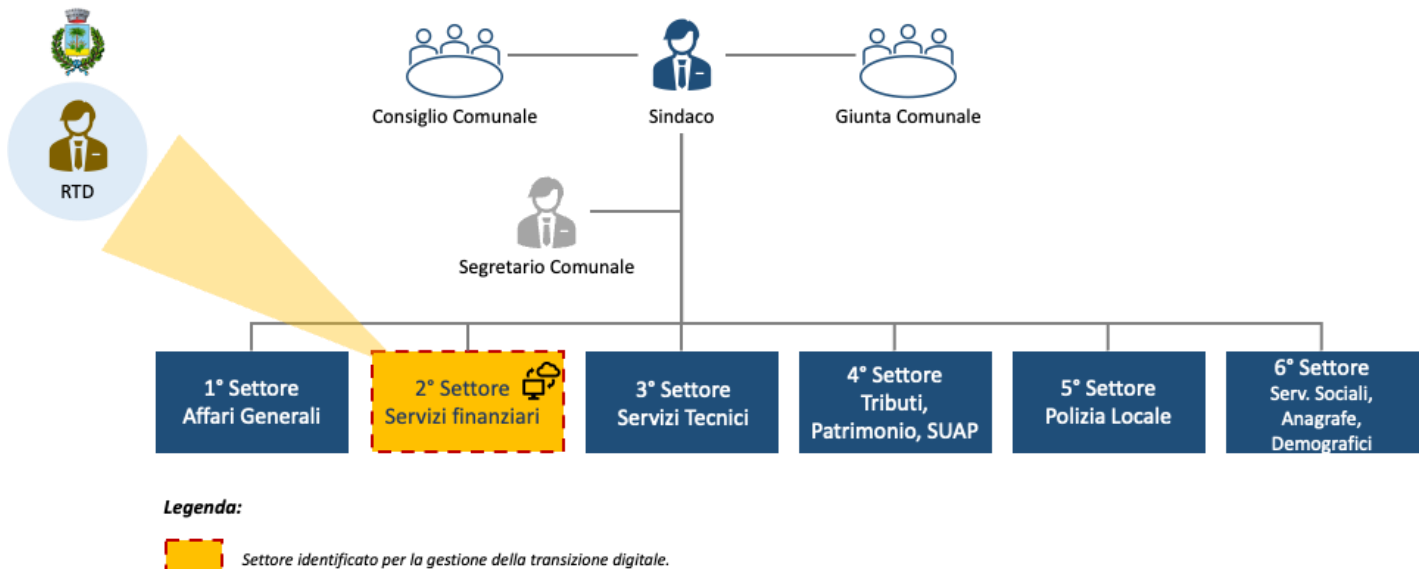 Consiglio Comunale
Sindaco
Giunta Comunale
RTD
Segretario Comunale
1° Settore
Affari Generali
2° Settore
Servizi finanziari
3° Settore
Servizi Tecnici
4° Settore
Tributi,
Patrimonio, SUAP
5° Settore
Polizia Locale
6° Settore
Serv. Sociali,
Anagrafe,
Demografici
Legenda:
Settore identificato per la gestione della transizione digitale.